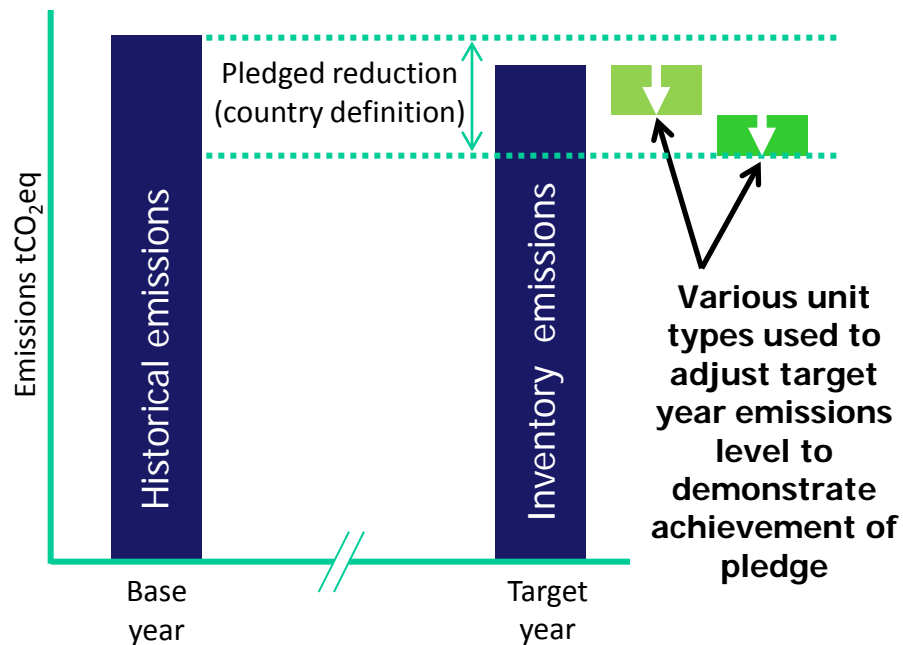 Emissions tCO₂eq
Pledged reduction
(country definition)
Historical emissions
Inventory emissions
Various unit
types used to
adjust target
year emissions
level to
demonstrate
achievement of
pledge
Base
year
Target
year